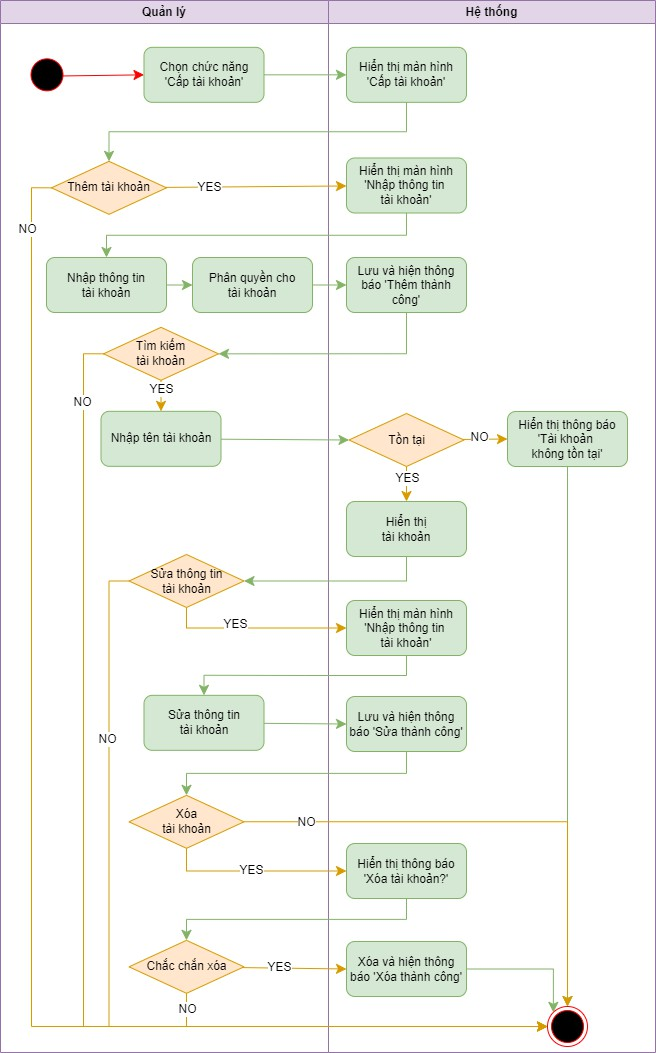 Quản lý
Hệ thống
Chọn chức năng
'Cấp tài khoản'
Hiển thị màn hình
'Cấp tài khoản'
Thêm tài khoản
YES
Hiển thị màn hình
'Nhập thông tin
tài khoản'
NO
Nhập thông tin
tài khoản
Phân quyền cho
tài khoản
Lưu và hiện thông
báo 'Thêm thành
công'
Tìm kiếm
tài khoản
YES
NO
Nhập tên tài khoản
Tồn tại
NO
Hiển thị thông báo
'Tài khoản
không tồn tại'
YES
Hiển thị
tài khoản
Sửa thông tin
tài khoản
YES
Hiển thị màn hình
'Nhập thông tin
tài khoản'
NO
Sửa thông tin
tài khoản
Lưu và hiện thông
báo 'Sửa thành công'
Xóa
tài khoản
NO
YES
Hiển thị thông báo
'Xóa tài khoản?'
Chắc chắn xóa
YES
Xóa và hiện thông
báo 'Xóa thành công'
NO